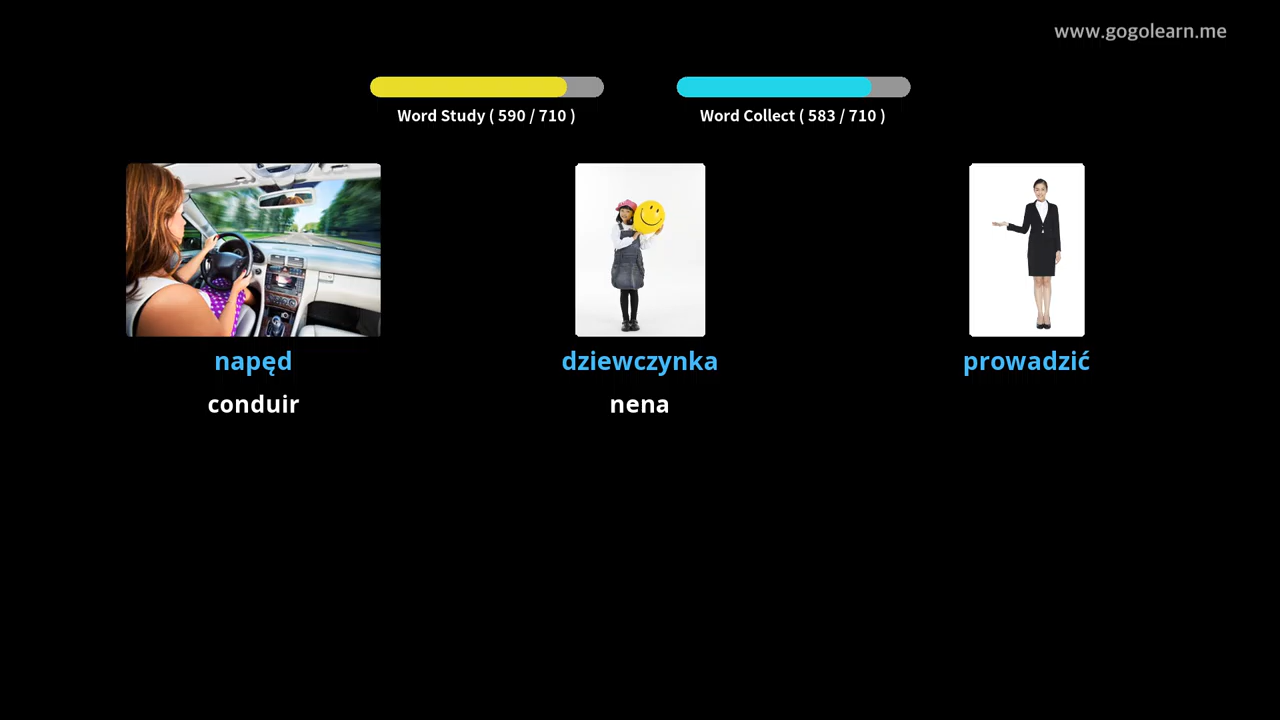 www.gogolearn.me
Word Study ( 590 / 710 )
Word Collect ( 583 / 710 )
napęd
dziewczynka
prowadzić
conduir
nena